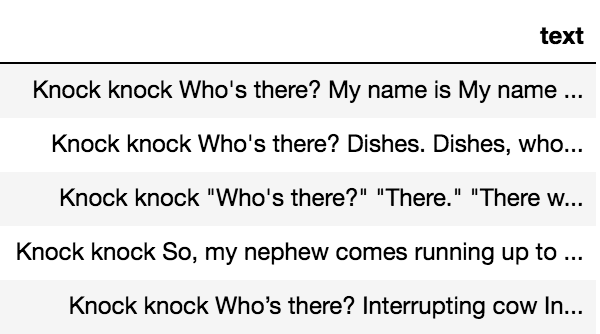 text
Knock knock Who's there? My name is My name ...
Knock knock Who's there? Dishes. Dishes, who...
Knock knock "Who's there?" "There." "There w...
Knock knock So, my nephew comes running up to ...
Knock knock Who’s there? Interrupting cow In...